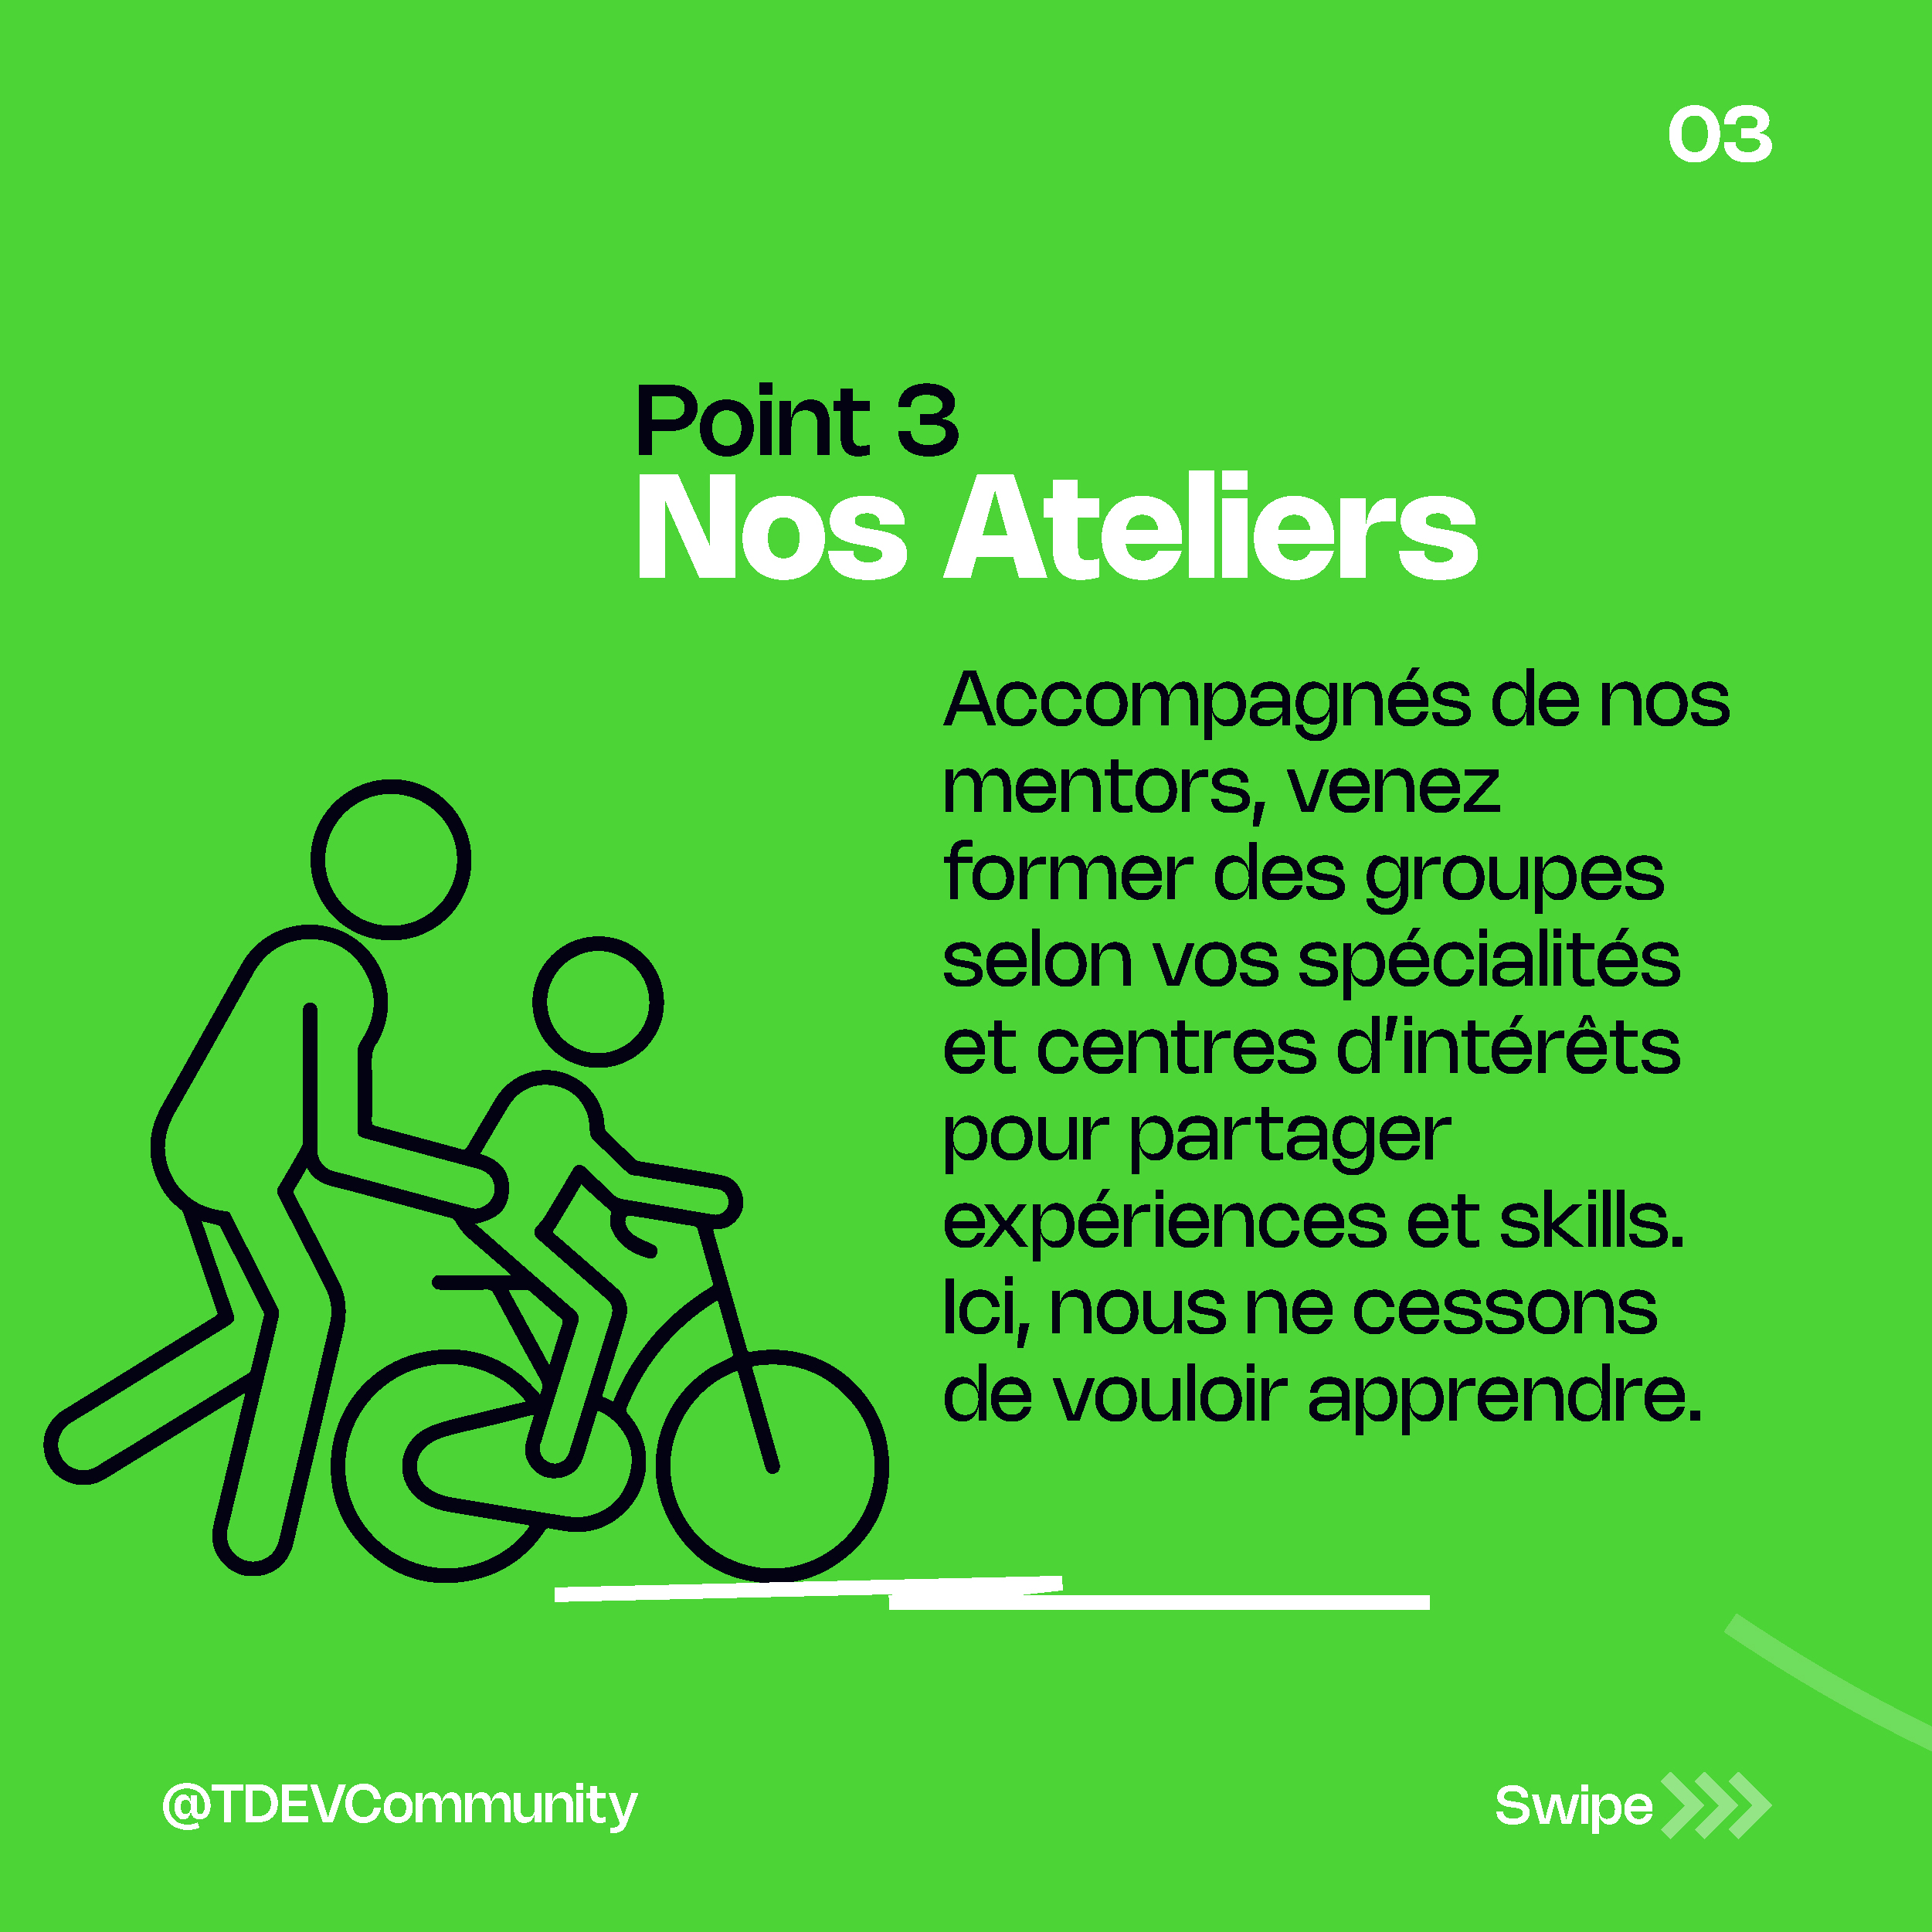 03
Point 3
Nos Ateliers
Accompagnés de nos
mentors, venez
former des groupes
selon vos spécialités
et centres d’intérêts
pour partager
expériences et skills.
Ici, nous ne cessons
de vouloir apprendre.
@TDEVCommunity
Swipe